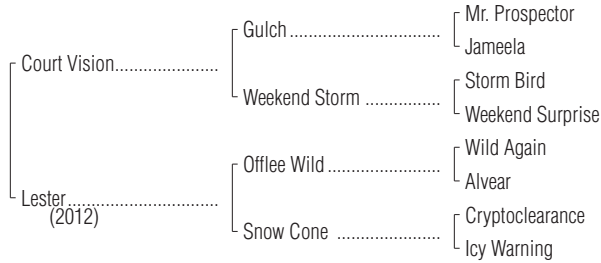 Mr. Prospector
Gulch
Jameela
Court Vision
Storm Bird
Weekend Storm
Weekend Surprise
Wild Again
Offlee Wild
Alvear
Lester
(2012)
Cryptoclearance
Snow Cone
Icy Warning